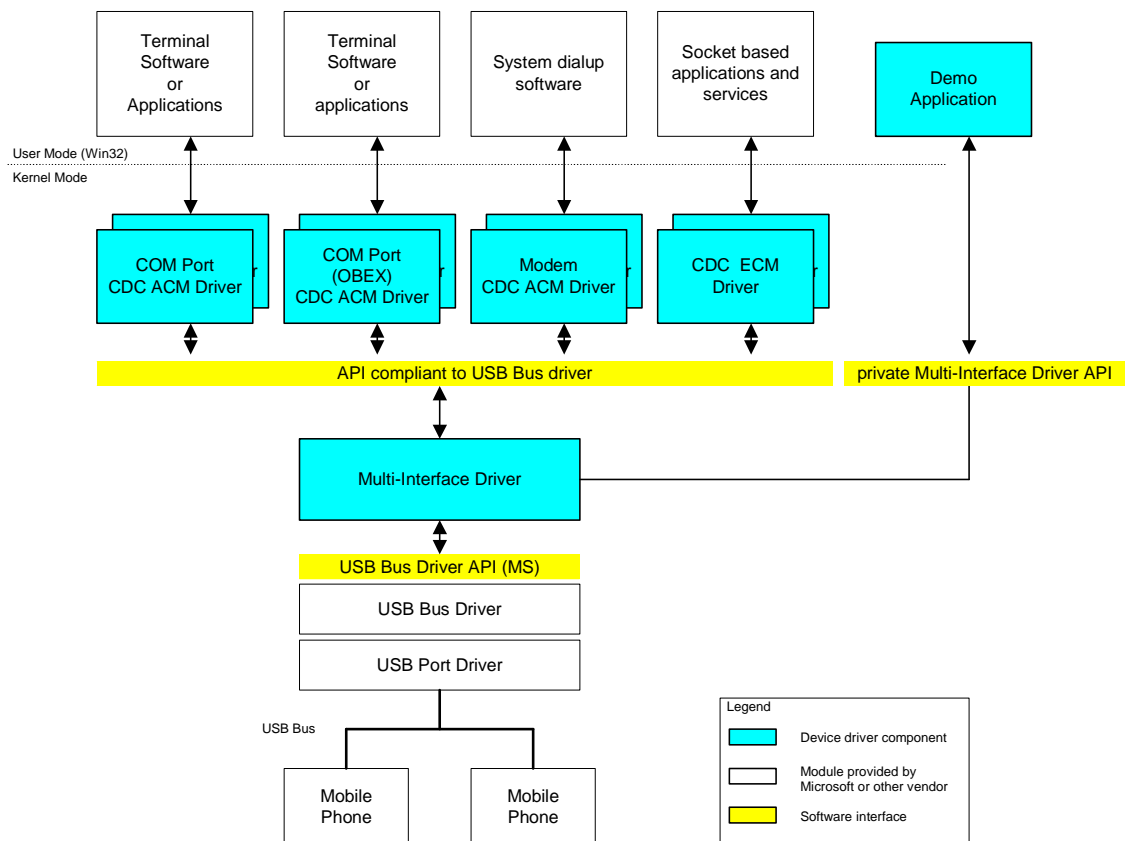 Terminal
Software
or
Applications
Terminal
Software
or
applications
System dialup
software
Socket based
applications and
services
Demo
Application
User Mode (Win32)
Kernel Mode
COM Port
CDC ACM Driver
r
COM Port
(OBEX)
CDC ACM Driver
r
Modem
CDC ACM Driver
r
CDC ECM
Driver
API compliant to USB Bus driver
private Multi-Interface Driver API
Multi-Interface Driver
USB Bus Driver API (MS)
USB Bus Driver
USB Port Driver
USB Bus
Mobile
Phone
Mobile
Phone
Legend
Device driver component
Module provided by
Microsoft or other vendor
Software interface